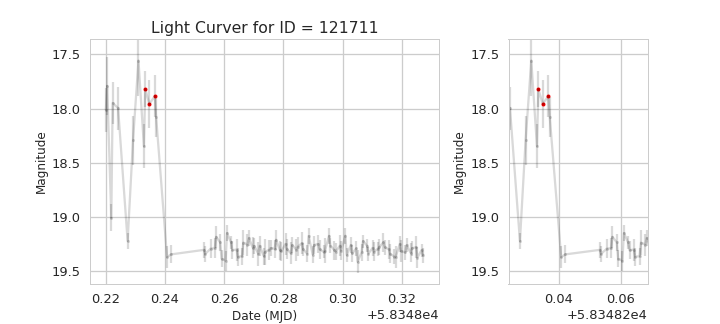 Light Curver for ID = 121711
17.5
18.0
18.5
19.0
19.5
Magnitude
0.22 0.24 0.26 0.28 0.30 0.32
Date (MJD)
+5.8348e4
17.5
18.0
18.5
19.0
19.5
Magnitude
0.04 0.06
+5.83482e4